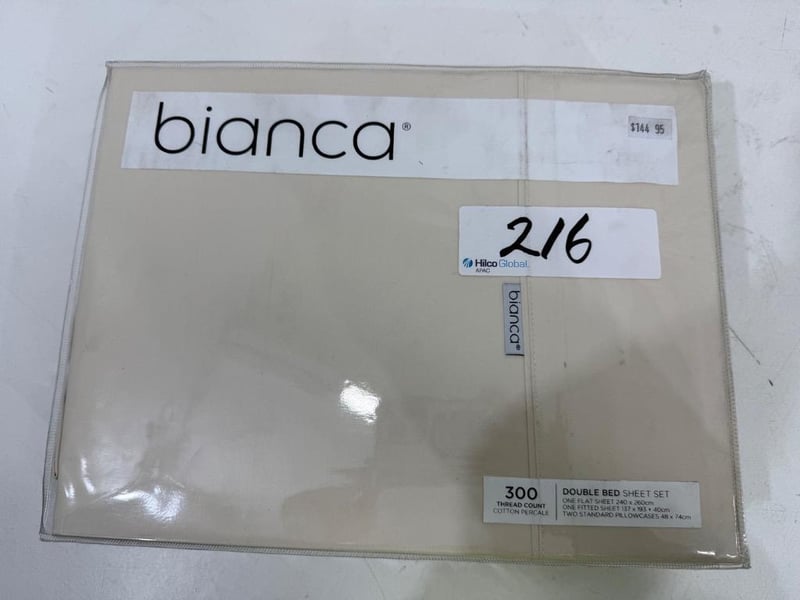 bianca®
$144 95
216
Hilco Global
APAC
bianca®
300
THREAD COUNT
COTTON PERCALE
DOUBLE BED SHEET SET
ONE FLAT SHEET 240 x 260cm
ONE FITTED SHEET 137 x 193 + 40cm
TWO STANDARD PILLOWCASES 48 x 74cm